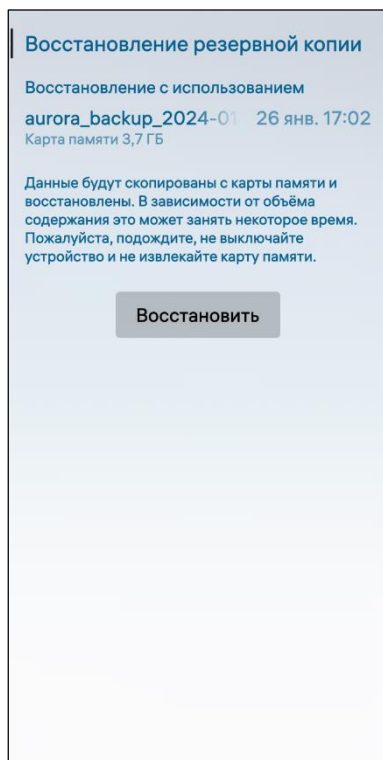 Восстановление резервной копии
Восстановление с использованием
aurora_backup_2024-01 26 янв. 17:02
Карта памяти 3,7 ГБ
Данные будут скопированы с карты памяти и
восстановлены. В зависимости от объёма
содержания это может занять некоторое время.
Пожалуйста, подождите, не выключайте
устройство и не извлекайте карту памяти.
Восстановить